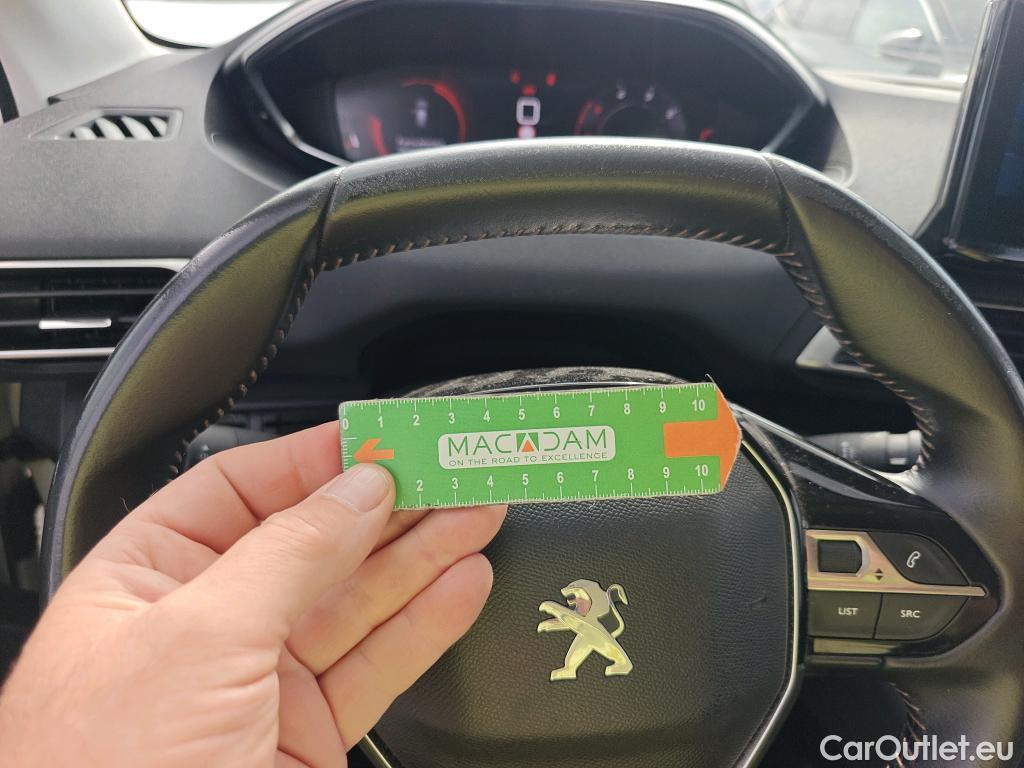 0 1 2 3 4 5 6 7 8 9 10
MACADAM
ON THE ROAD TO EXCELLENCE
2 3 4 5 6 7 8 9 10
LIST SRC
CarOutlet.eu